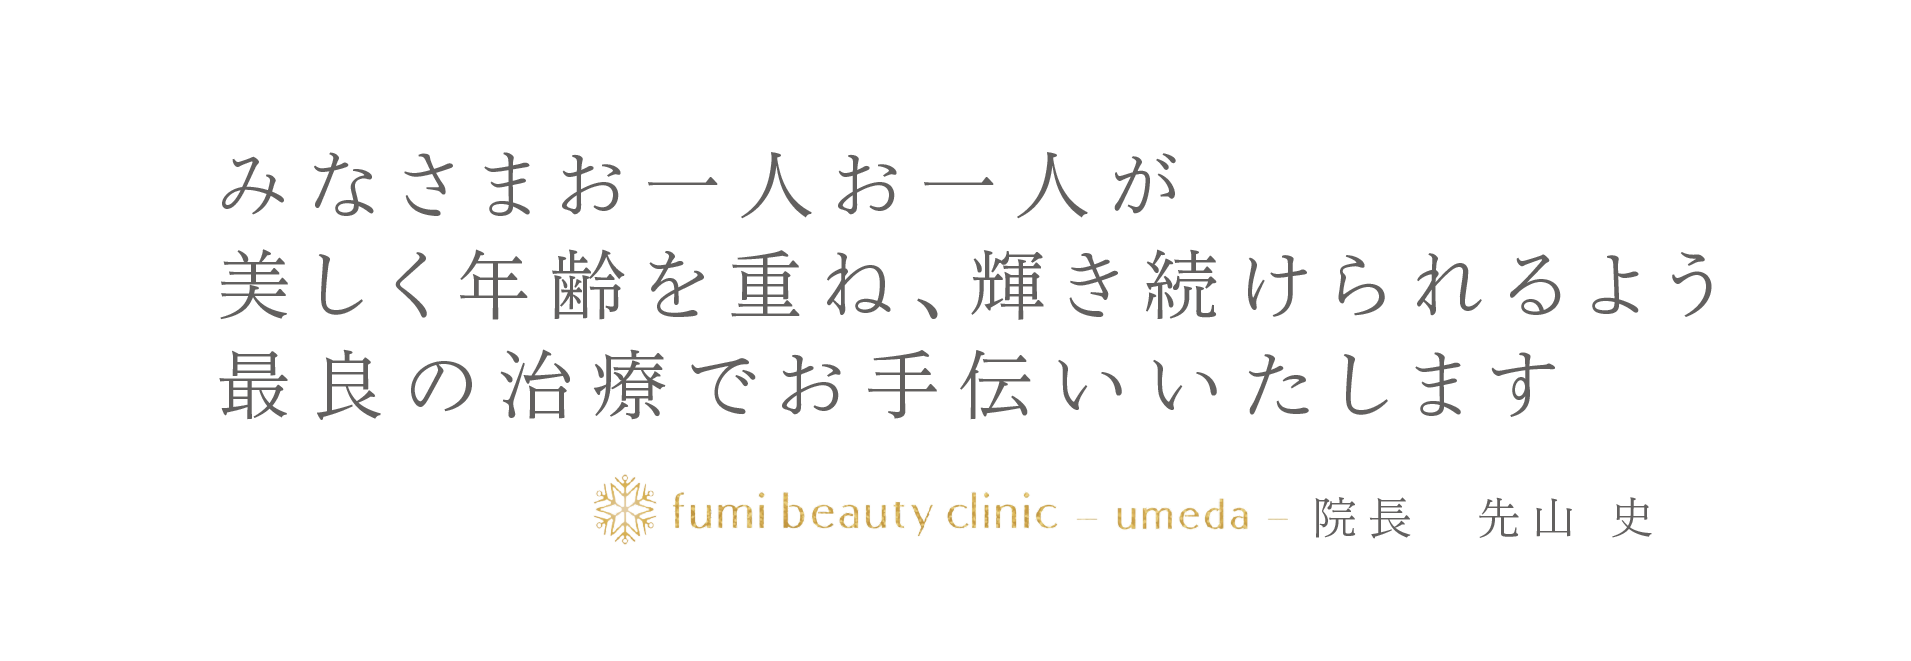 みなさまお一人お一人が
美しく年齢を重ね、輝き続けられるよう
最良の治療でお手伝いいたします
fumi beauty clinic – umeda – 院長　先山 史